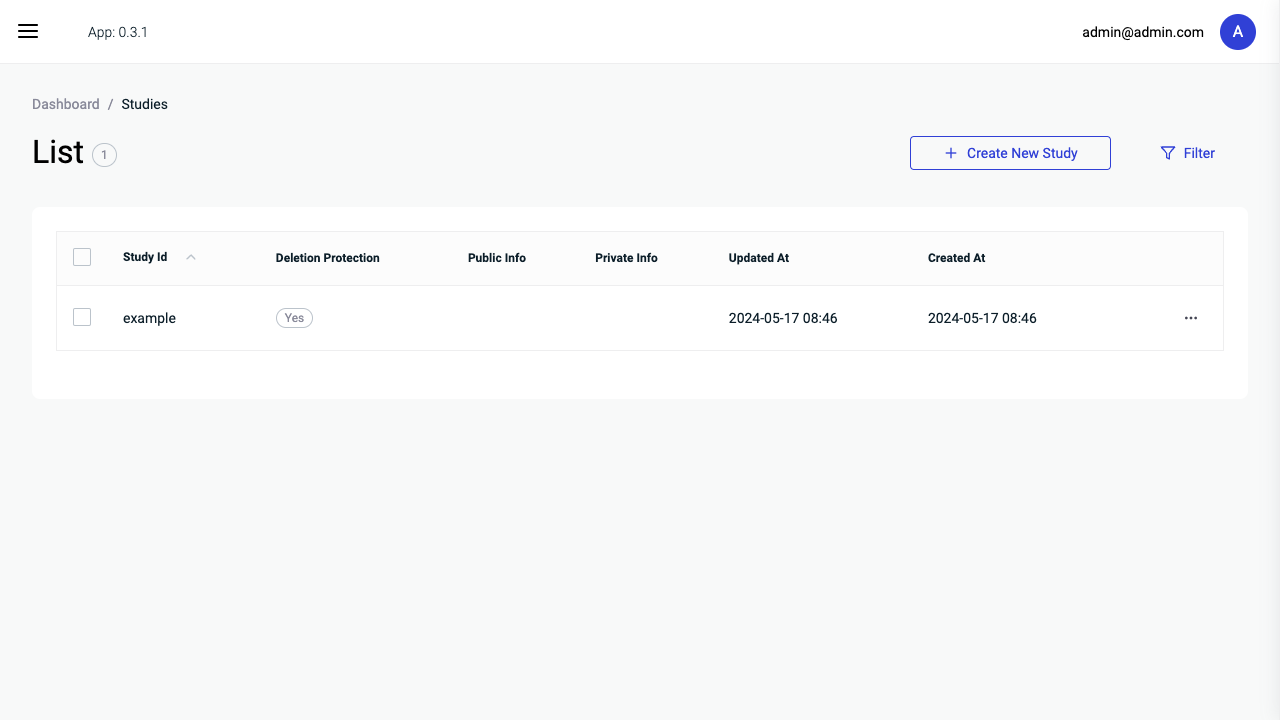 App: 0.3.1
admin@admin.com
A
Dashboard / Studies
List 1
Create New Study
Filter
Study Id Deletion Protection Public Info Private Info Updated At Created At
example Yes 2024-05-17 08:46 2024-05-17 08:46